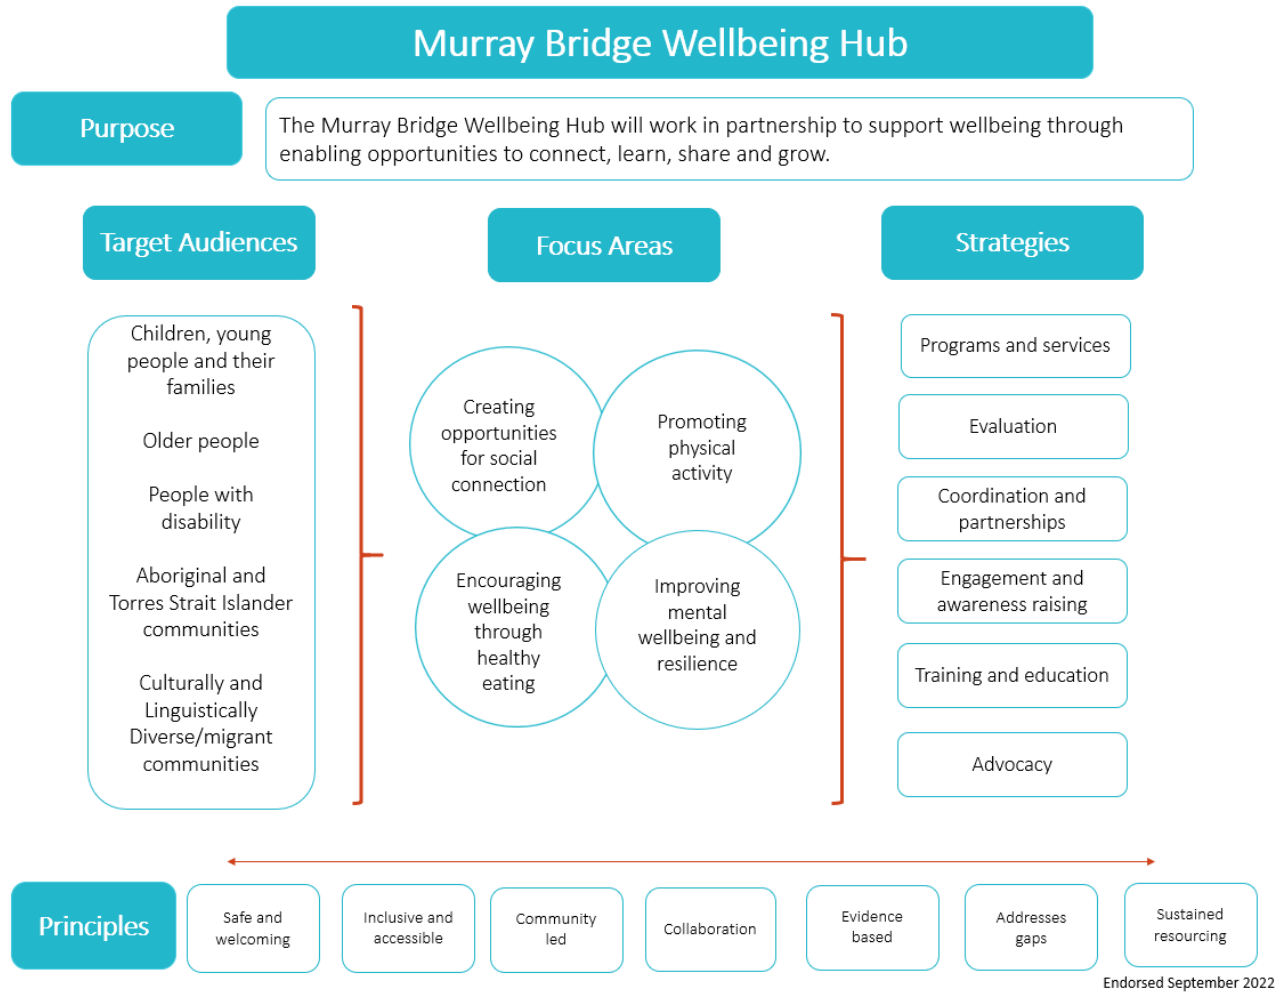 Murray Bridge Wellbeing Hub
Purpose
The Murray Bridge Wellbeing Hub will work in partnership to support wellbeing through
enabling opportunities to connect, learn, share and grow.
Target Audiences
Focus Areas
Strategies
Children, young
people and their
families
Older people
People with
disability
Aboriginal and
Torres Strait Islander
communities
Culturally and
Linguistically
Diverse/migrant
communities
Creating
opportunities
for social
connection
Promoting
physical
activity
Encouraging
wellbeing
through
healthy
eating
Improving
mental
wellbeing and
resilience
Programs and services
Evaluation
Coordination and
partnerships
Engagement and
awareness raising
Training and education
Advocacy
Principles
Safe and
welcoming
Inclusive and
accessible
Community
led
Collaboration
Evidence
based
Addresses
gaps
Sustained
resourcing
Endorsed September 2022